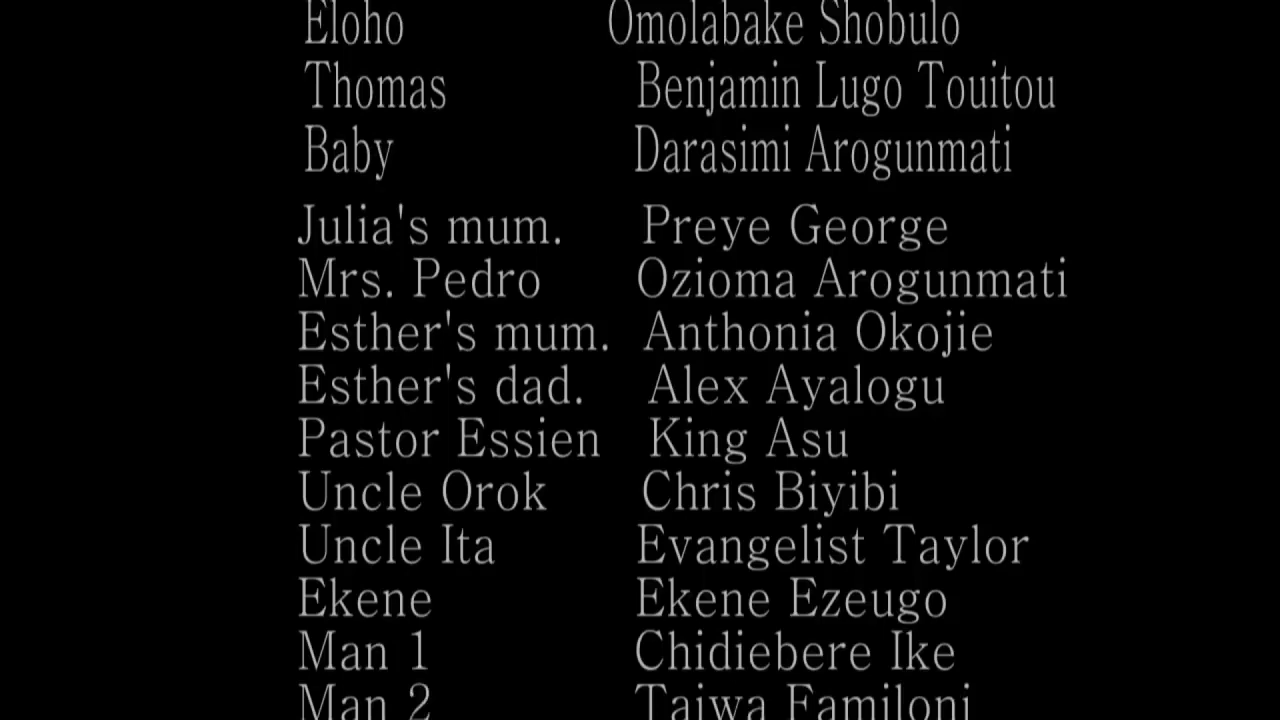 Eloho Omolabake Shobulo
Thomas Benjamin Lugo Touitou
Baby Darasimi Arogunmati
Julia's mum. Preye George
Mrs. Pedro Ozioma Arogunmati
Esther's mum. Anthonia Okojie
Esther's dad. Alex Ayalogu
Pastor Essien King Asu
Uncle Orok Chris Biyibi
Uncle Ita Evangelist Taylor
Ekene Ekene Ezeugo
Man 1 Chidiebere Ike
Man 2 Taiwa Familoni